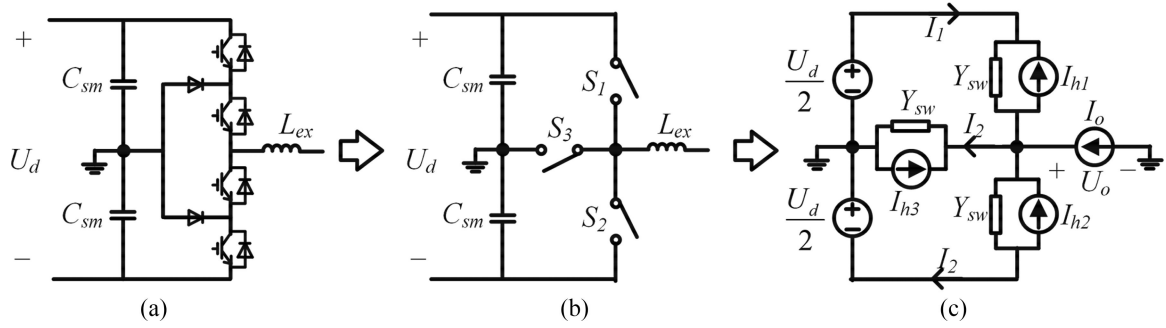 +
C_sm
U_d
C_sm
−
L_ex
(a)
+
C_sm
U_d
C_sm
−
S_1
S_3
S_2
L_ex
(b)
I_1
U_d
2
Y_sw
I_h1
Y_sw
I_2
I_o
I_h3
+
U_o
−
U_d
2
Y_sw
I_h2
I_2
(c)